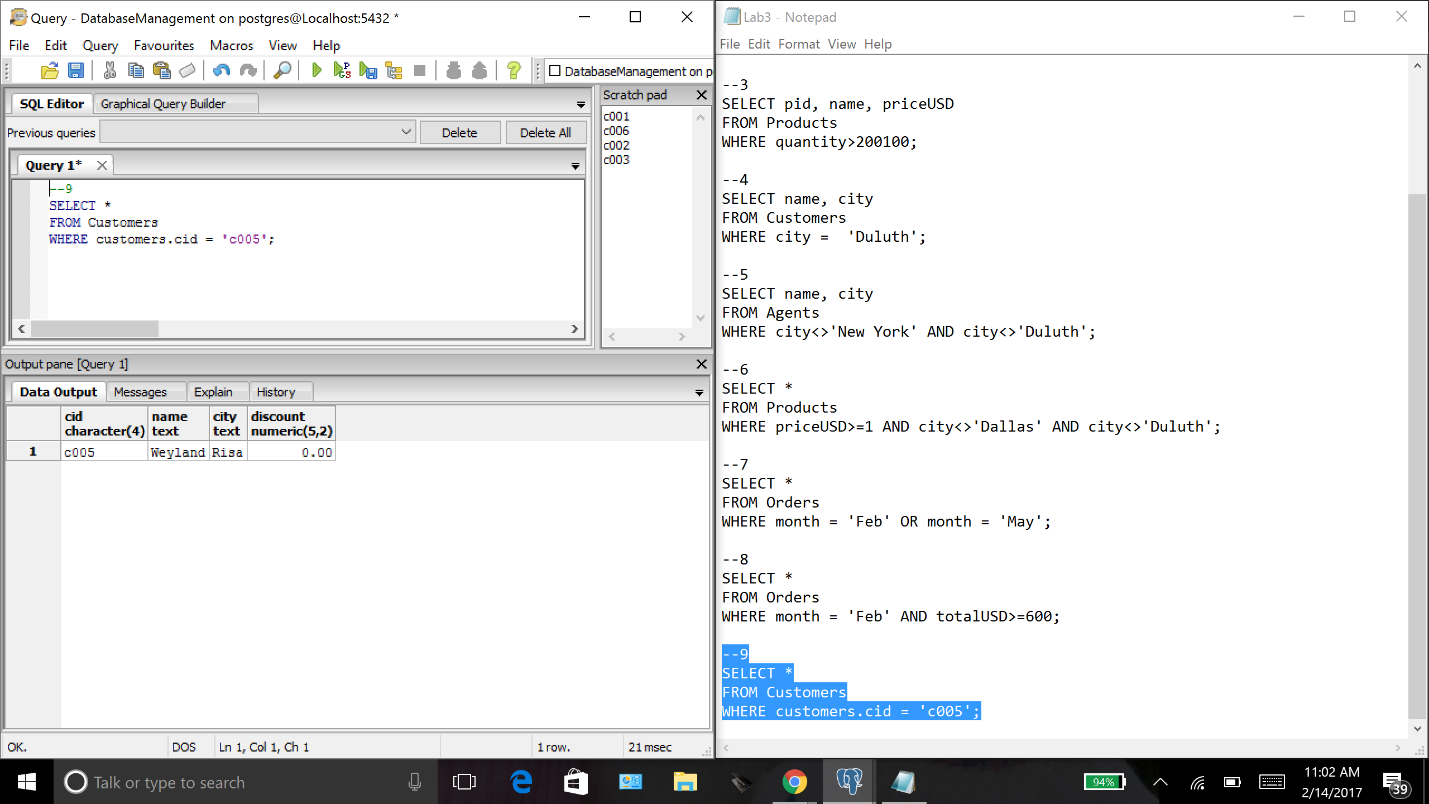 Query - DatabaseManagement on postgres@Localhost:5432 *
File Edit Query Favourites Macros View Help
DatabaseManagement on p
SQL Editor Graphical Query Builder
Previous queries Delete Delete All
Query 1*
--9
SELECT *
FROM Customers
WHERE customers.cid = 'c005';
Scratch pad
c001
c006
c002
c003
Output pane [Query 1]
Data Output Messages Explain History
cid character(4) name text city text discount numeric(5,2)
1 c005 Weyland Risa 0.00
OK. DOS Ln 1, Col 1, Ch 1 1 row. 21 msec
Lab3 - Notepad
File Edit Format View Help
--3
SELECT pid, name, priceUSD
FROM Products
WHERE quantity>200100;
--4
SELECT name, city
FROM Customers
WHERE city =  'Duluth';
--5
SELECT name, city
FROM Agents
WHERE city<>'New York' AND city<>'Duluth';
--6
SELECT *
FROM Products
WHERE priceUSD>=1 AND city<>'Dallas' AND city<>'Duluth';
--7
SELECT *
FROM Orders
WHERE month = 'Feb' OR month = 'May';
--8
SELECT *
FROM Orders
WHERE month = 'Feb' AND totalUSD>=600;
--9
SELECT *
FROM Customers
WHERE customers.cid = 'c005';
Talk or type to search
94%
11:02 AM
2/14/2017
39